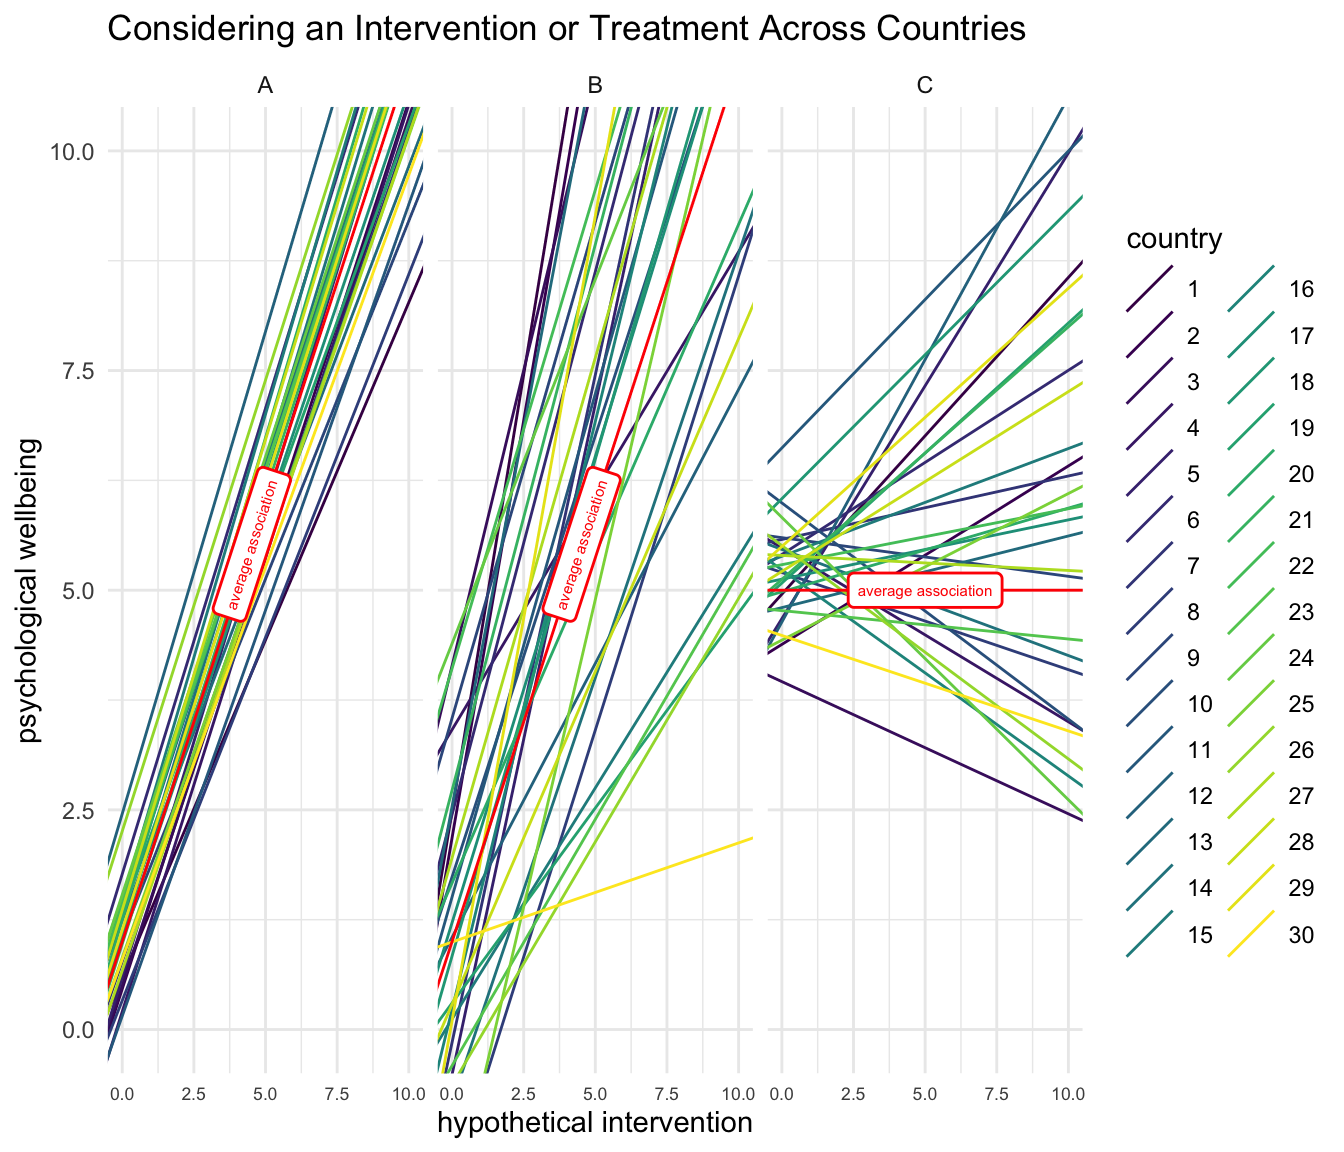 Considering an Intervention or Treatment Across Countries
A
B
C
10.0
7.5
5.0
2.5
0.0
psychological wellbeing
average association
average association
average association
0.0 2.5 5.0 7.5 10.0
0.0 2.5 5.0 7.5 10.0
0.0 2.5 5.0 7.5 10.0
hypothetical intervention
country
1
2
3
4
5
6
7
8
9
10
11
12
13
14
15
16
17
18
19
20
21
22
23
24
25
26
27
28
29
30